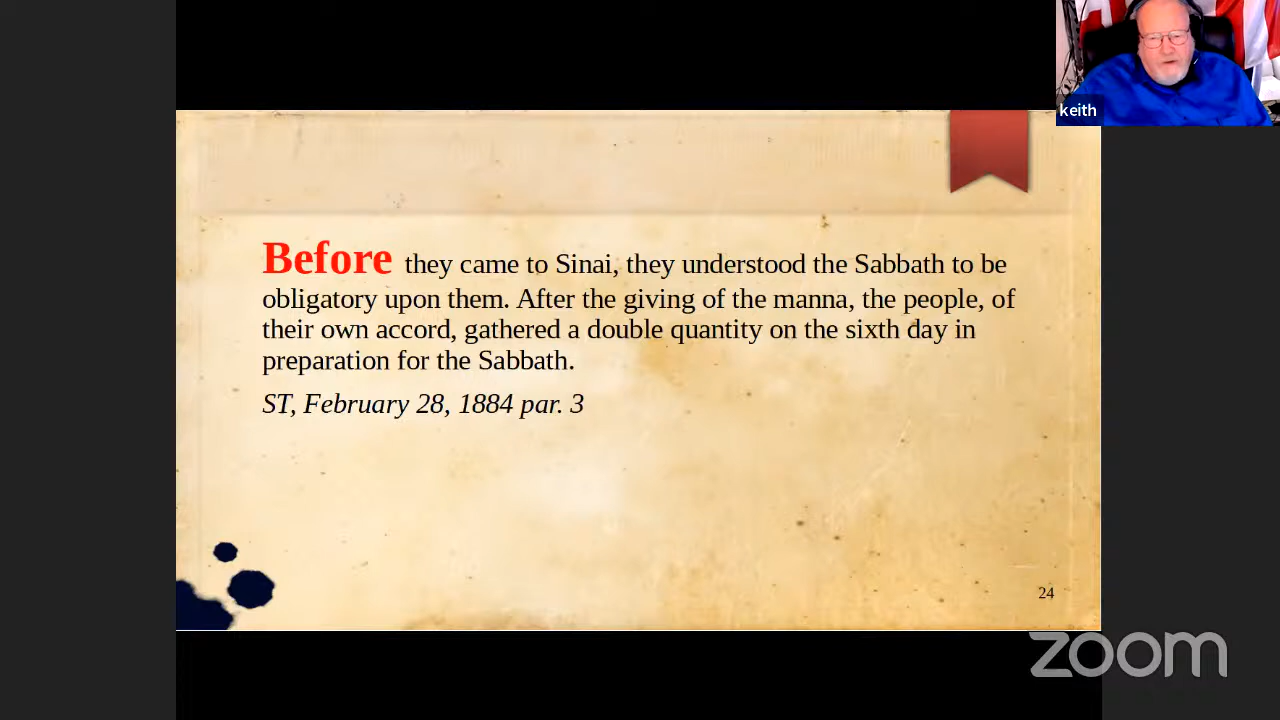 keith
Before they came to Sinai, they understood the Sabbath to be
obligatory upon them. After the giving of the manna, the people, of
their own accord, gathered a double quantity on the sixth day in
preparation for the Sabbath.
ST, February 28, 1884 par. 3
24
zoom